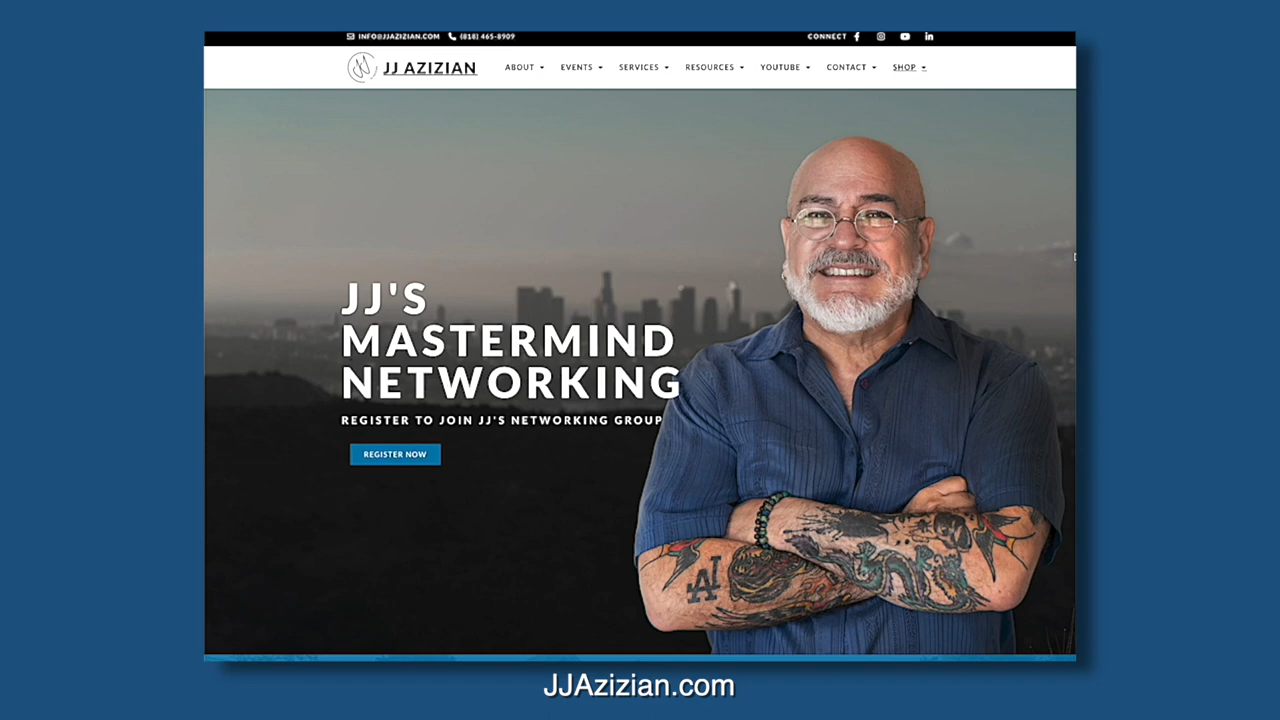 INFO@JJAZIZIAN.COM (818) 465-8909 CONNECT
JJ AZIZIAN ABOUT EVENTS SERVICES RESOURCES YOUTUBE CONTACT SHOP
JJ'S
MASTERMIND
NETWORKING
REGISTER TO JOIN JJ'S NETWORKING GROUP
REGISTER NOW
LA
JJAzizian.com